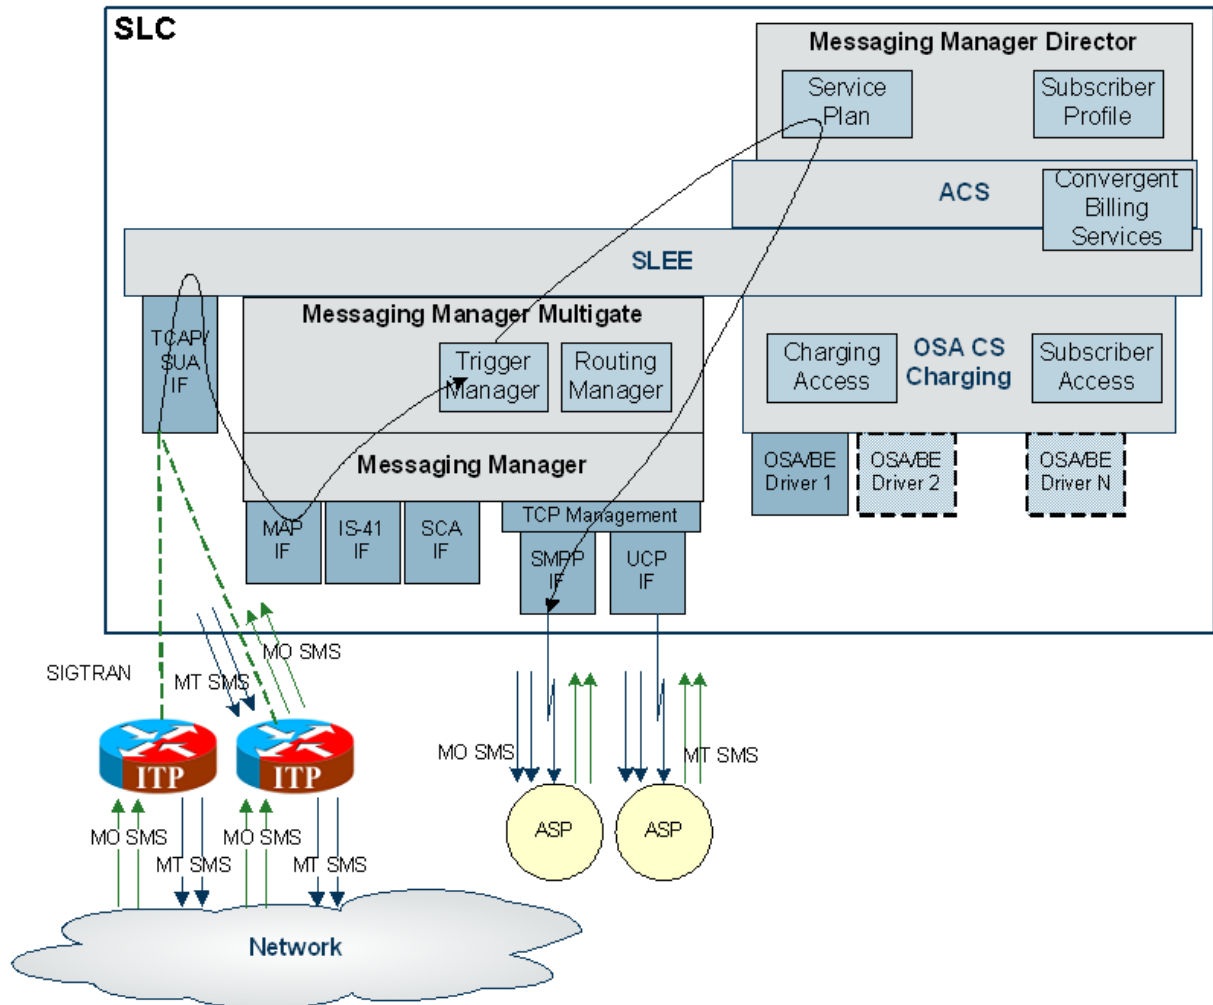 SLC
Messaging Manager Director
Service
Plan
Subscriber
Profile
ACS
Convergent
Billing
Services
SLEE
TCAP/
SUA
IF
Messaging Manager Multigate
Trigger
Manager
Routing
Manager
Charging
Access
OSA CS
Charging
Subscriber
Access
Messaging Manager
OSA/BE
Driver 1
OSA/BE
Driver 2
OSA/BE
Driver N
MAP
IF
IS-41
IF
SCA
IF
TCP Management
SMPP
IF
UCP
IF
SIGTRAN
MT SMS
MO SMS
ITP
ITP
MO SMS
MT SMS
ASP
ASP
MO SMS
MT SMS
MO SMS
MT SMS
Network